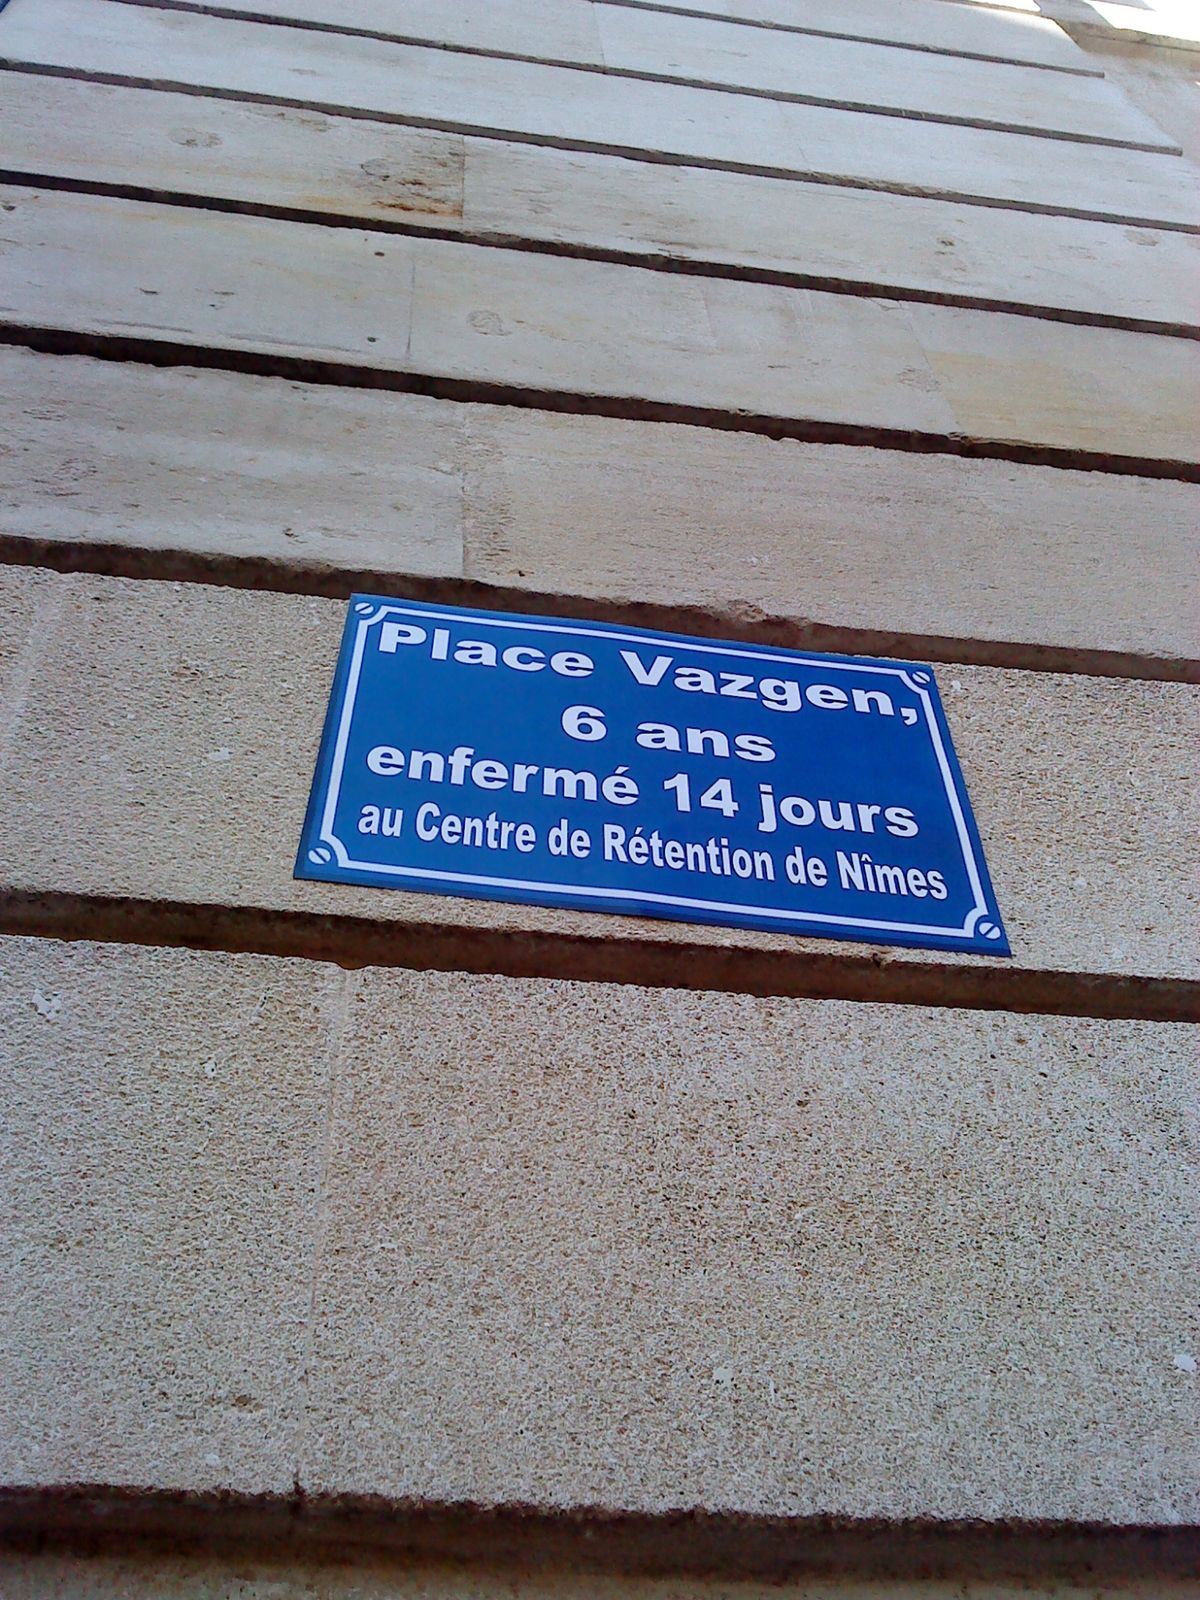 Place Vazgen,
6 ans
enfermé 14 jours
au Centre de Rétention de Nîmes